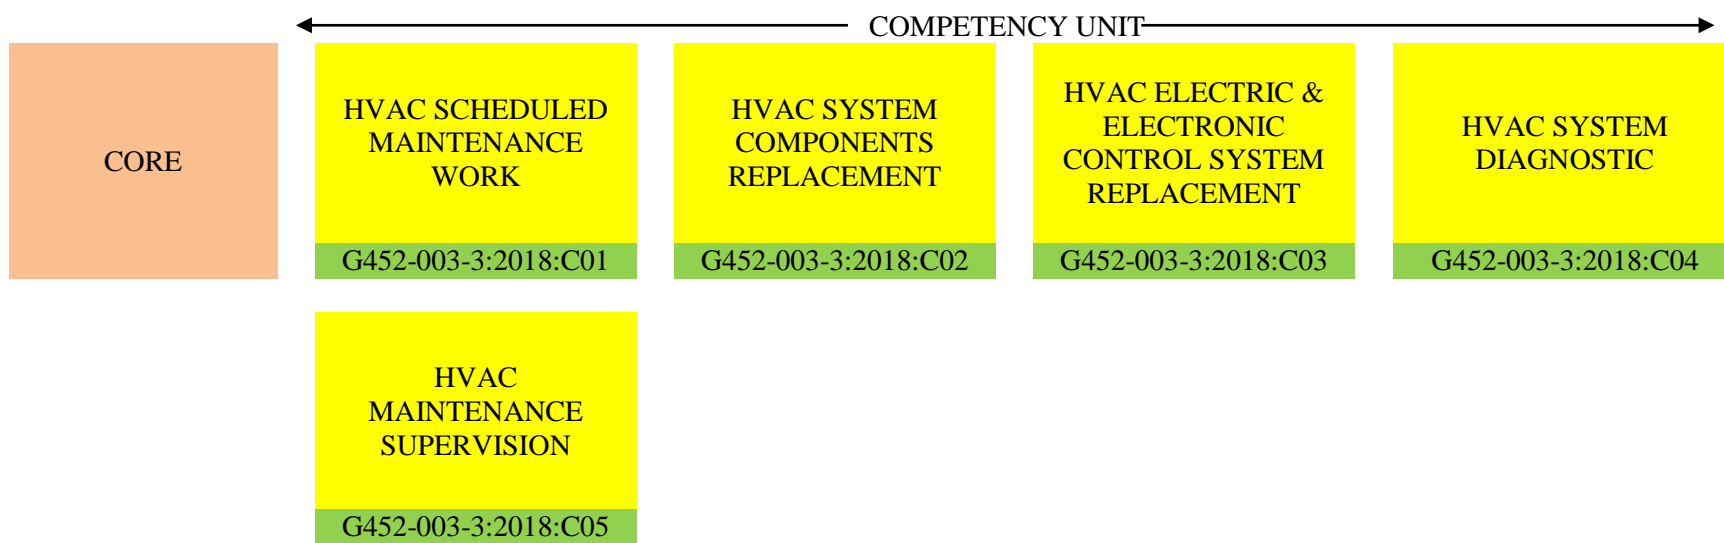 COMPETENCY UNIT
CORE
HVAC SCHEDULED
MAINTENANCE
WORK
G452-003-3:2018:C01
HVAC SYSTEM
COMPONENTS
REPLACEMENT
G452-003-3:2018:C02
HVAC ELECTRIC &
ELECTRONIC
CONTROL SYSTEM
REPLACEMENT
G452-003-3:2018:C03
HVAC SYSTEM
DIAGNOSTIC
G452-003-3:2018:C04
HVAC
MAINTENANCE
SUPERVISION
G452-003-3:2018:C05